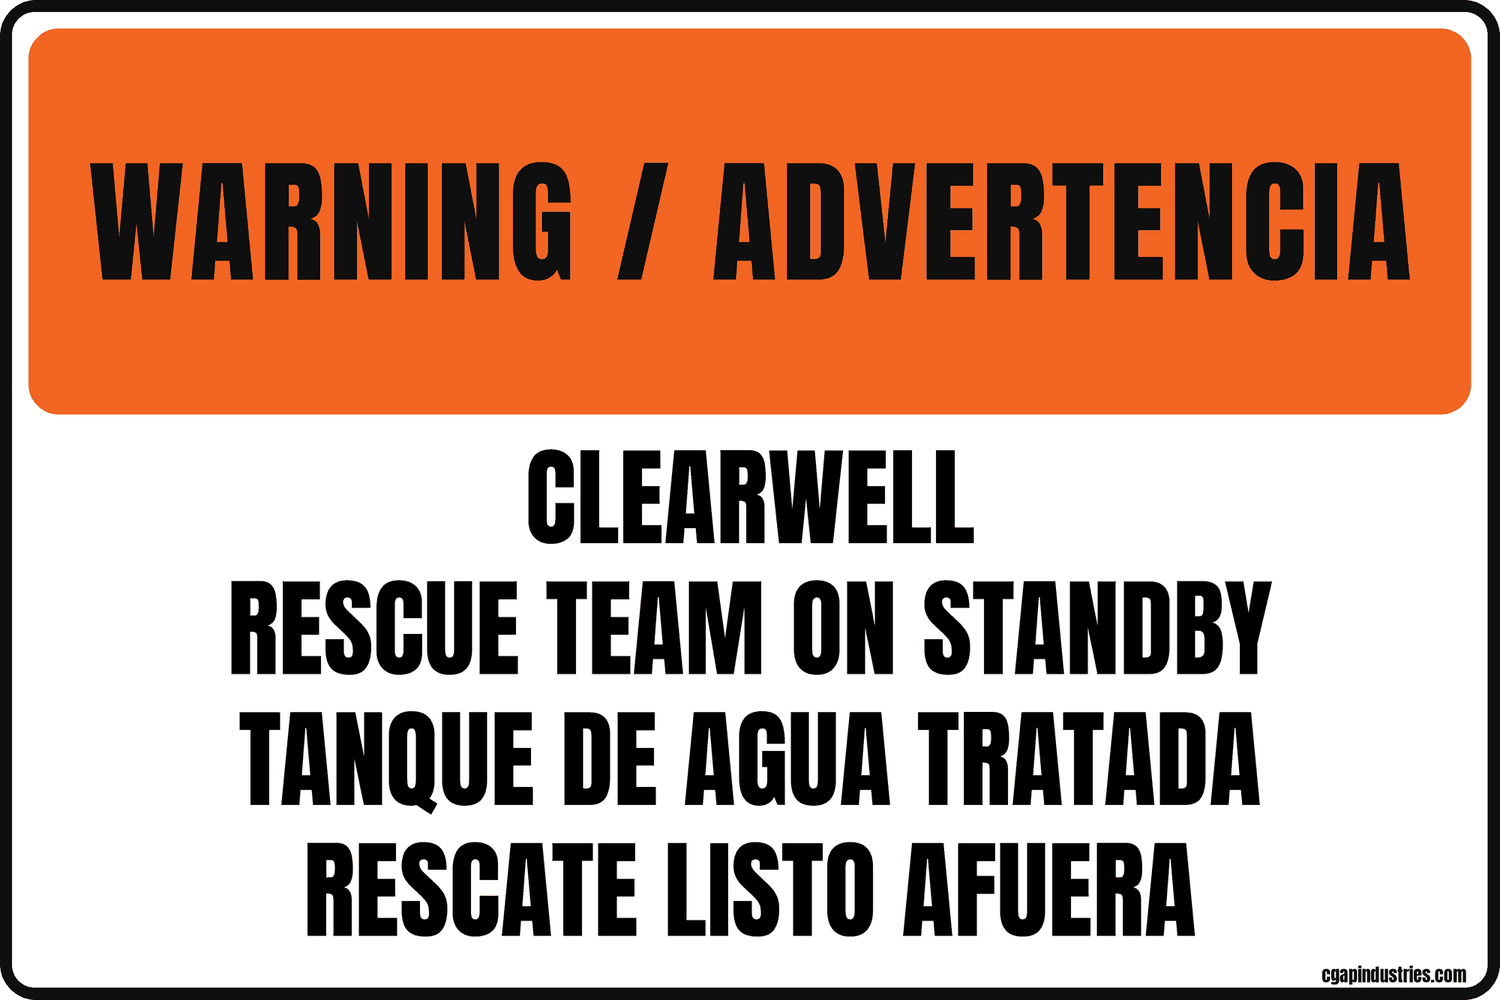 WARNING / ADVERTENCIA
CLEARWELL
RESCUE TEAM ON STANDBY
TANQUE DE AGUA TRATADA
RESCATE LISTO AFUERA
cgapindustries.com